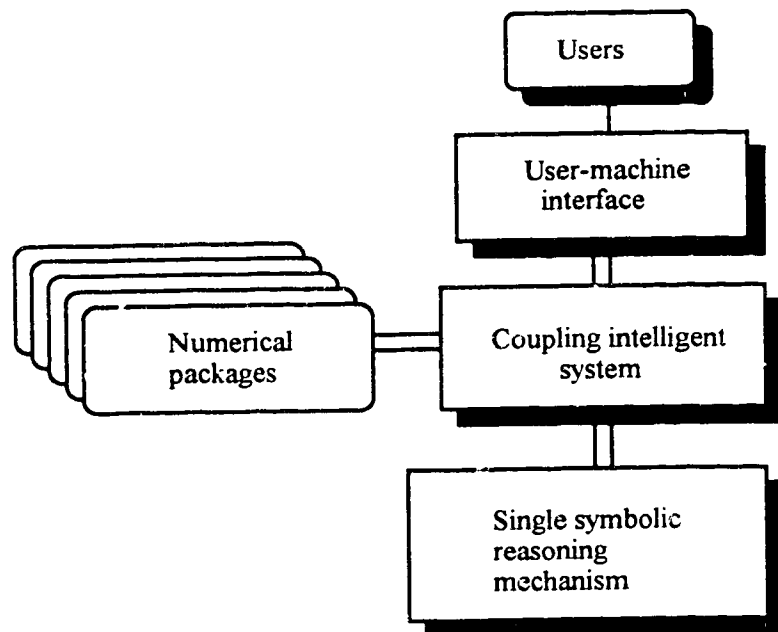 Users
User-machine
interface
Numerical
packages
Coupling intelligent
system
Single symbolic
reasoning
mechanism